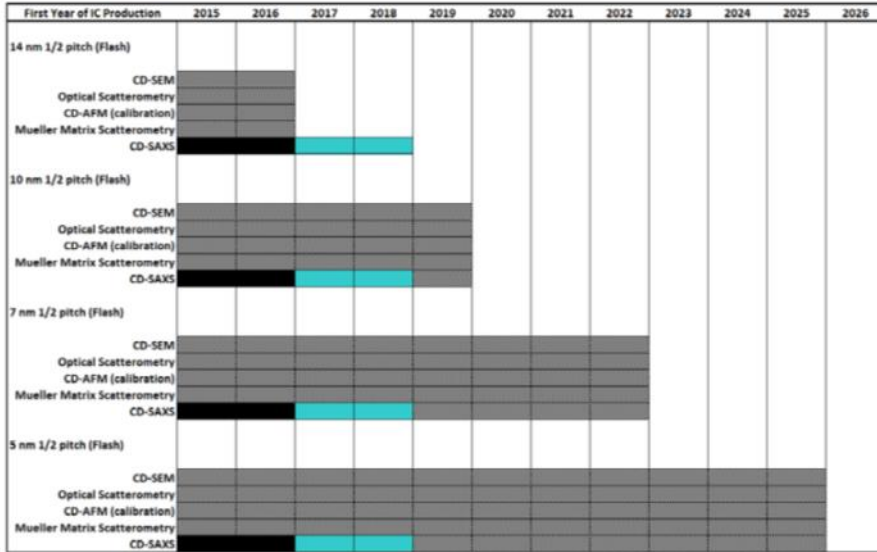 First Year of IC Production 2015 2016 2017 2018 2019 2020 2021 2022 2023 2024 2025 2026
14 nm 1/2 pitch (Flash)
CD-SEM
Optical Scatterometry
CD-AFM (calibration)
Mueller Matrix Scatterometry
CD-SAXS
10 nm 1/2 pitch (Flash)
CD-SEM
Optical Scatterometry
CD-AFM (calibration)
Mueller Matrix Scatterometry
CD-SAXS
7 nm 1/2 pitch (Flash)
CD-SEM
Optical Scatterometry
CD-AFM (calibration)
Mueller Matrix Scatterometry
CD-SAXS
5 nm 1/2 pitch (Flash)
CD-SEM
Optical Scatterometry
CD-AFM (calibration)
Mueller Matrix Scatterometry
CD-SAXS